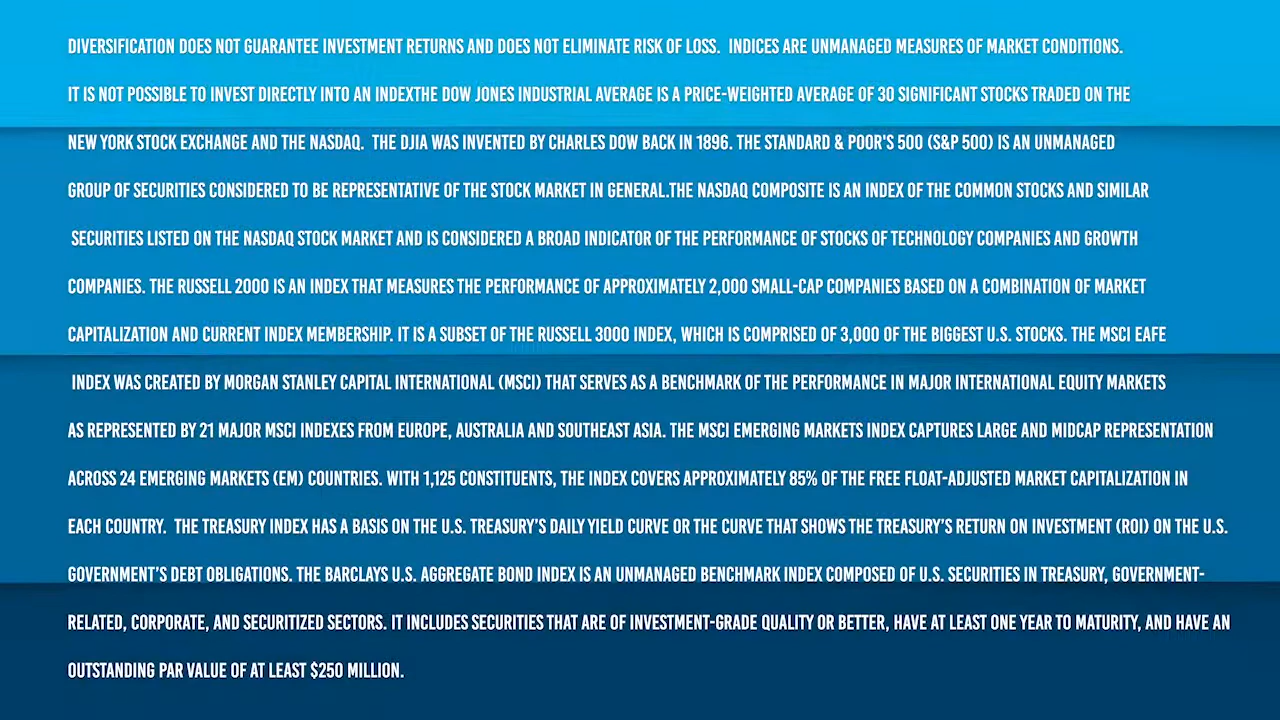 DIVERSIFICATION DOES NOT GUARANTEE INVESTMENT RETURNS AND DOES NOT ELIMINATE RISK OF LOSS.  INDICES ARE UNMANAGED MEASURES OF MARKET CONDITIONS.
IT IS NOT POSSIBLE TO INVEST DIRECTLY INTO AN INDEXTHE DOW JONES INDUSTRIAL AVERAGE IS A PRICE-WEIGHTED AVERAGE OF 30 SIGNIFICANT STOCKS TRADED ON THE
NEW YORK STOCK EXCHANGE AND THE NASDAQ.  THE DJIA WAS INVENTED BY CHARLES DOW BACK IN 1896. THE STANDARD & POOR'S 500 (S&P 500) IS AN UNMANAGED
GROUP OF SECURITIES CONSIDERED TO BE REPRESENTATIVE OF THE STOCK MARKET IN GENERAL.THE NASDAQ COMPOSITE IS AN INDEX OF THE COMMON STOCKS AND SIMILAR
SECURITIES LISTED ON THE NASDAQ STOCK MARKET AND IS CONSIDERED A BROAD INDICATOR OF THE PERFORMANCE OF STOCKS OF TECHNOLOGY COMPANIES AND GROWTH
COMPANIES. THE RUSSELL 2000 IS AN INDEX THAT MEASURES THE PERFORMANCE OF APPROXIMATELY 2,000 SMALL-CAP COMPANIES BASED ON A COMBINATION OF MARKET
CAPITALIZATION AND CURRENT INDEX MEMBERSHIP. IT IS A SUBSET OF THE RUSSELL 3000 INDEX, WHICH IS COMPRISED OF 3,000 OF THE BIGGEST U.S. STOCKS. THE MSCI EAFE
INDEX WAS CREATED BY MORGAN STANLEY CAPITAL INTERNATIONAL (MSCI) THAT SERVES AS A BENCHMARK OF THE PERFORMANCE IN MAJOR INTERNATIONAL EQUITY MARKETS
AS REPRESENTED BY 21 MAJOR MSCI INDEXES FROM EUROPE, AUSTRALIA AND SOUTHEAST ASIA. THE MSCI EMERGING MARKETS INDEX CAPTURES LARGE AND MIDCAP REPRESENTATION
ACROSS 24 EMERGING MARKETS (EM) COUNTRIES. WITH 1,125 CONSTITUENTS, THE INDEX COVERS APPROXIMATELY 85% OF THE FREE FLOAT-ADJUSTED MARKET CAPITALIZATION IN
EACH COUNTRY.  THE TREASURY INDEX HAS A BASIS ON THE U.S. TREASURY'S DAILY YIELD CURVE OR THE CURVE THAT SHOWS THE TREASURY'S RETURN ON INVESTMENT (ROI) ON THE U.S.
GOVERNMENT'S DEBT OBLIGATIONS. THE BARCLAYS U.S. AGGREGATE BOND INDEX IS AN UNMANAGED BENCHMARK INDEX COMPOSED OF U.S. SECURITIES IN TREASURY, GOVERNMENT-
RELATED, CORPORATE, AND SECURITIZED SECTORS. IT INCLUDES SECURITIES THAT ARE OF INVESTMENT-GRADE QUALITY OR BETTER, HAVE AT LEAST ONE YEAR TO MATURITY, AND HAVE AN
OUTSTANDING PAR VALUE OF AT LEAST $250 MILLION.